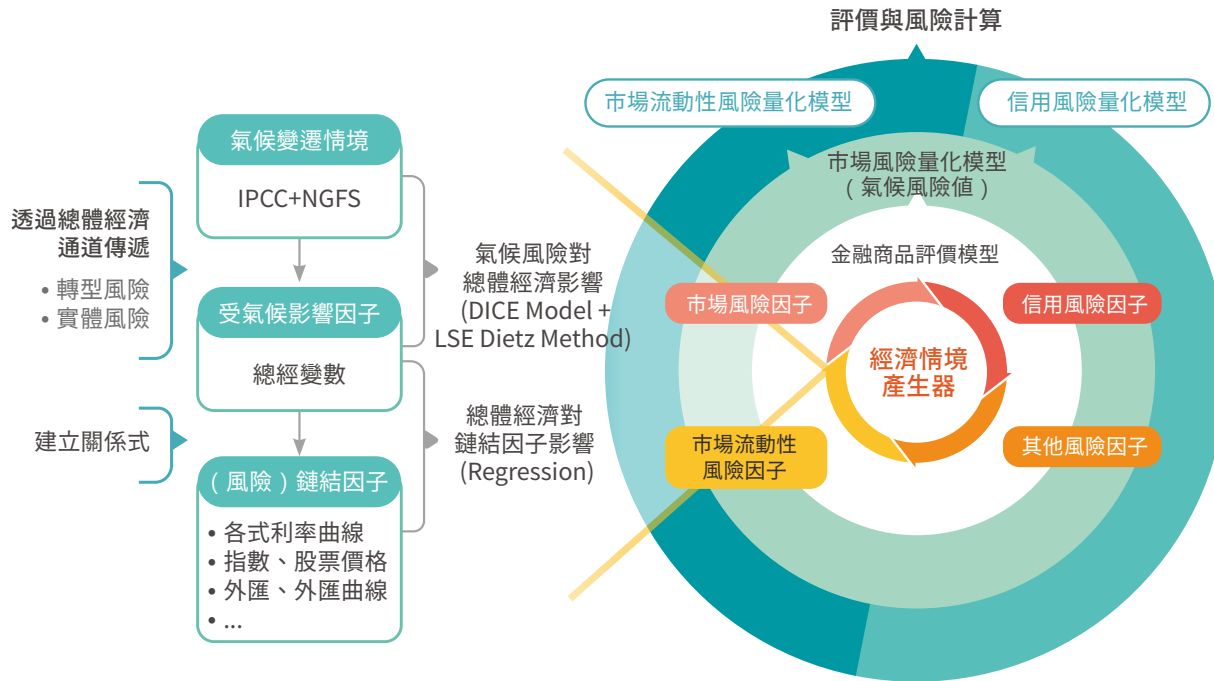 氣候變遷情境
IPCC+NGFS
透過總體經濟
通道傳遞
• 轉型風險
• 實體風險
受氣候影響因子
總經變數
建立關係式
（風險）鏈結因子
• 各式利率曲線
• 指數、股票價格
• 外匯、外匯曲線
• ...
氣候風險對
總體經濟影響
(DICE Model +
LSE Dietz Method)
總體經濟對
鏈結因子影響
(Regression)
評價與風險計算
市場流動性風險量化模型
信用風險量化模型
市場風險量化模型
（氣候風險值）
金融商品評價模型
市場風險因子
信用風險因子
經濟情境
產生器
市場流動性
風險因子
其他風險因子